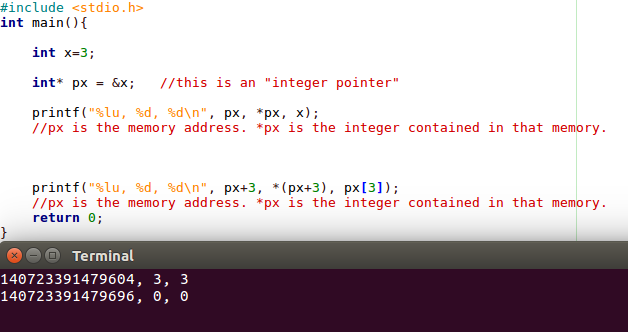 #include <stdio.h>
int main(){
int x=3;
int* px = &x;   //this is an "integer pointer"
printf("%lu, %d, %d\n", px, *px, x);
//px is the memory address. *px is the integer contained in that memory.
printf("%lu, %d, %d\n", px+3, *(px+3), px[3]);
//px is the memory address. *px is the integer contained in that memory.
return 0;
}
Terminal
140723391479604, 3, 3
140723391479696, 0, 0